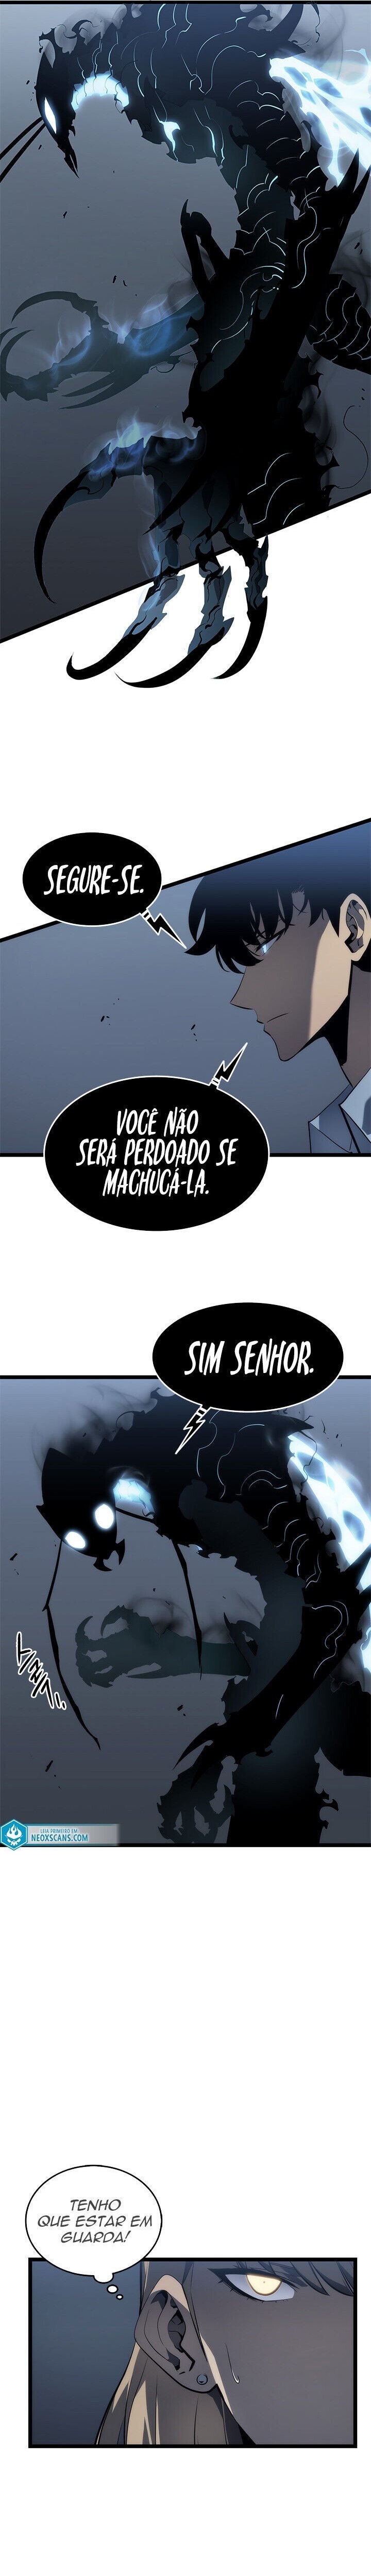 SEGURE-SE.
VOCÊ NÃO
SERÁ PERDOADO SE
MACHUCÁ-LA.
SIM SENHOR.
LEIA PRIMEIRO EM
NEOXSCANS.COM
TENHO
QUE ESTAR EM
GUARDA!